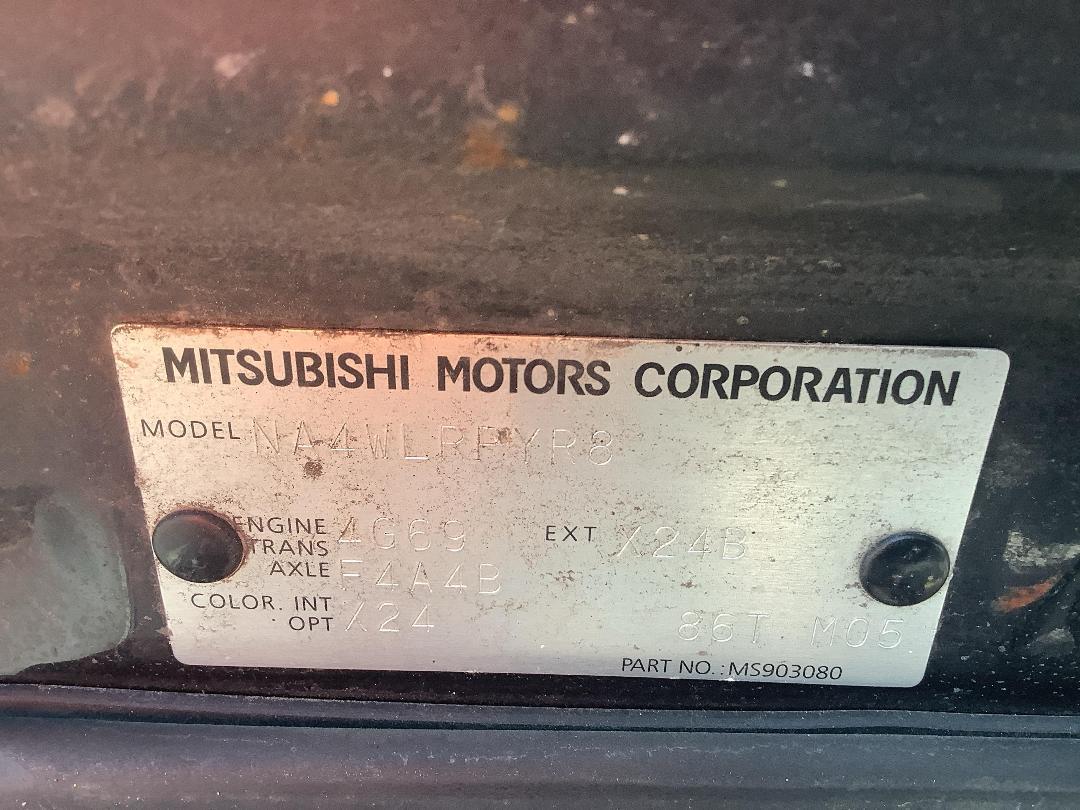 MITSUBISHI MOTORS CORPORATION
MODEL NA4WLRPYR8
ENGINE 4G69 EXT X24B
TRANS
AXLE F4A4B
COLOR. INT X24
OPT 86T M05
PART NO.: MS903080